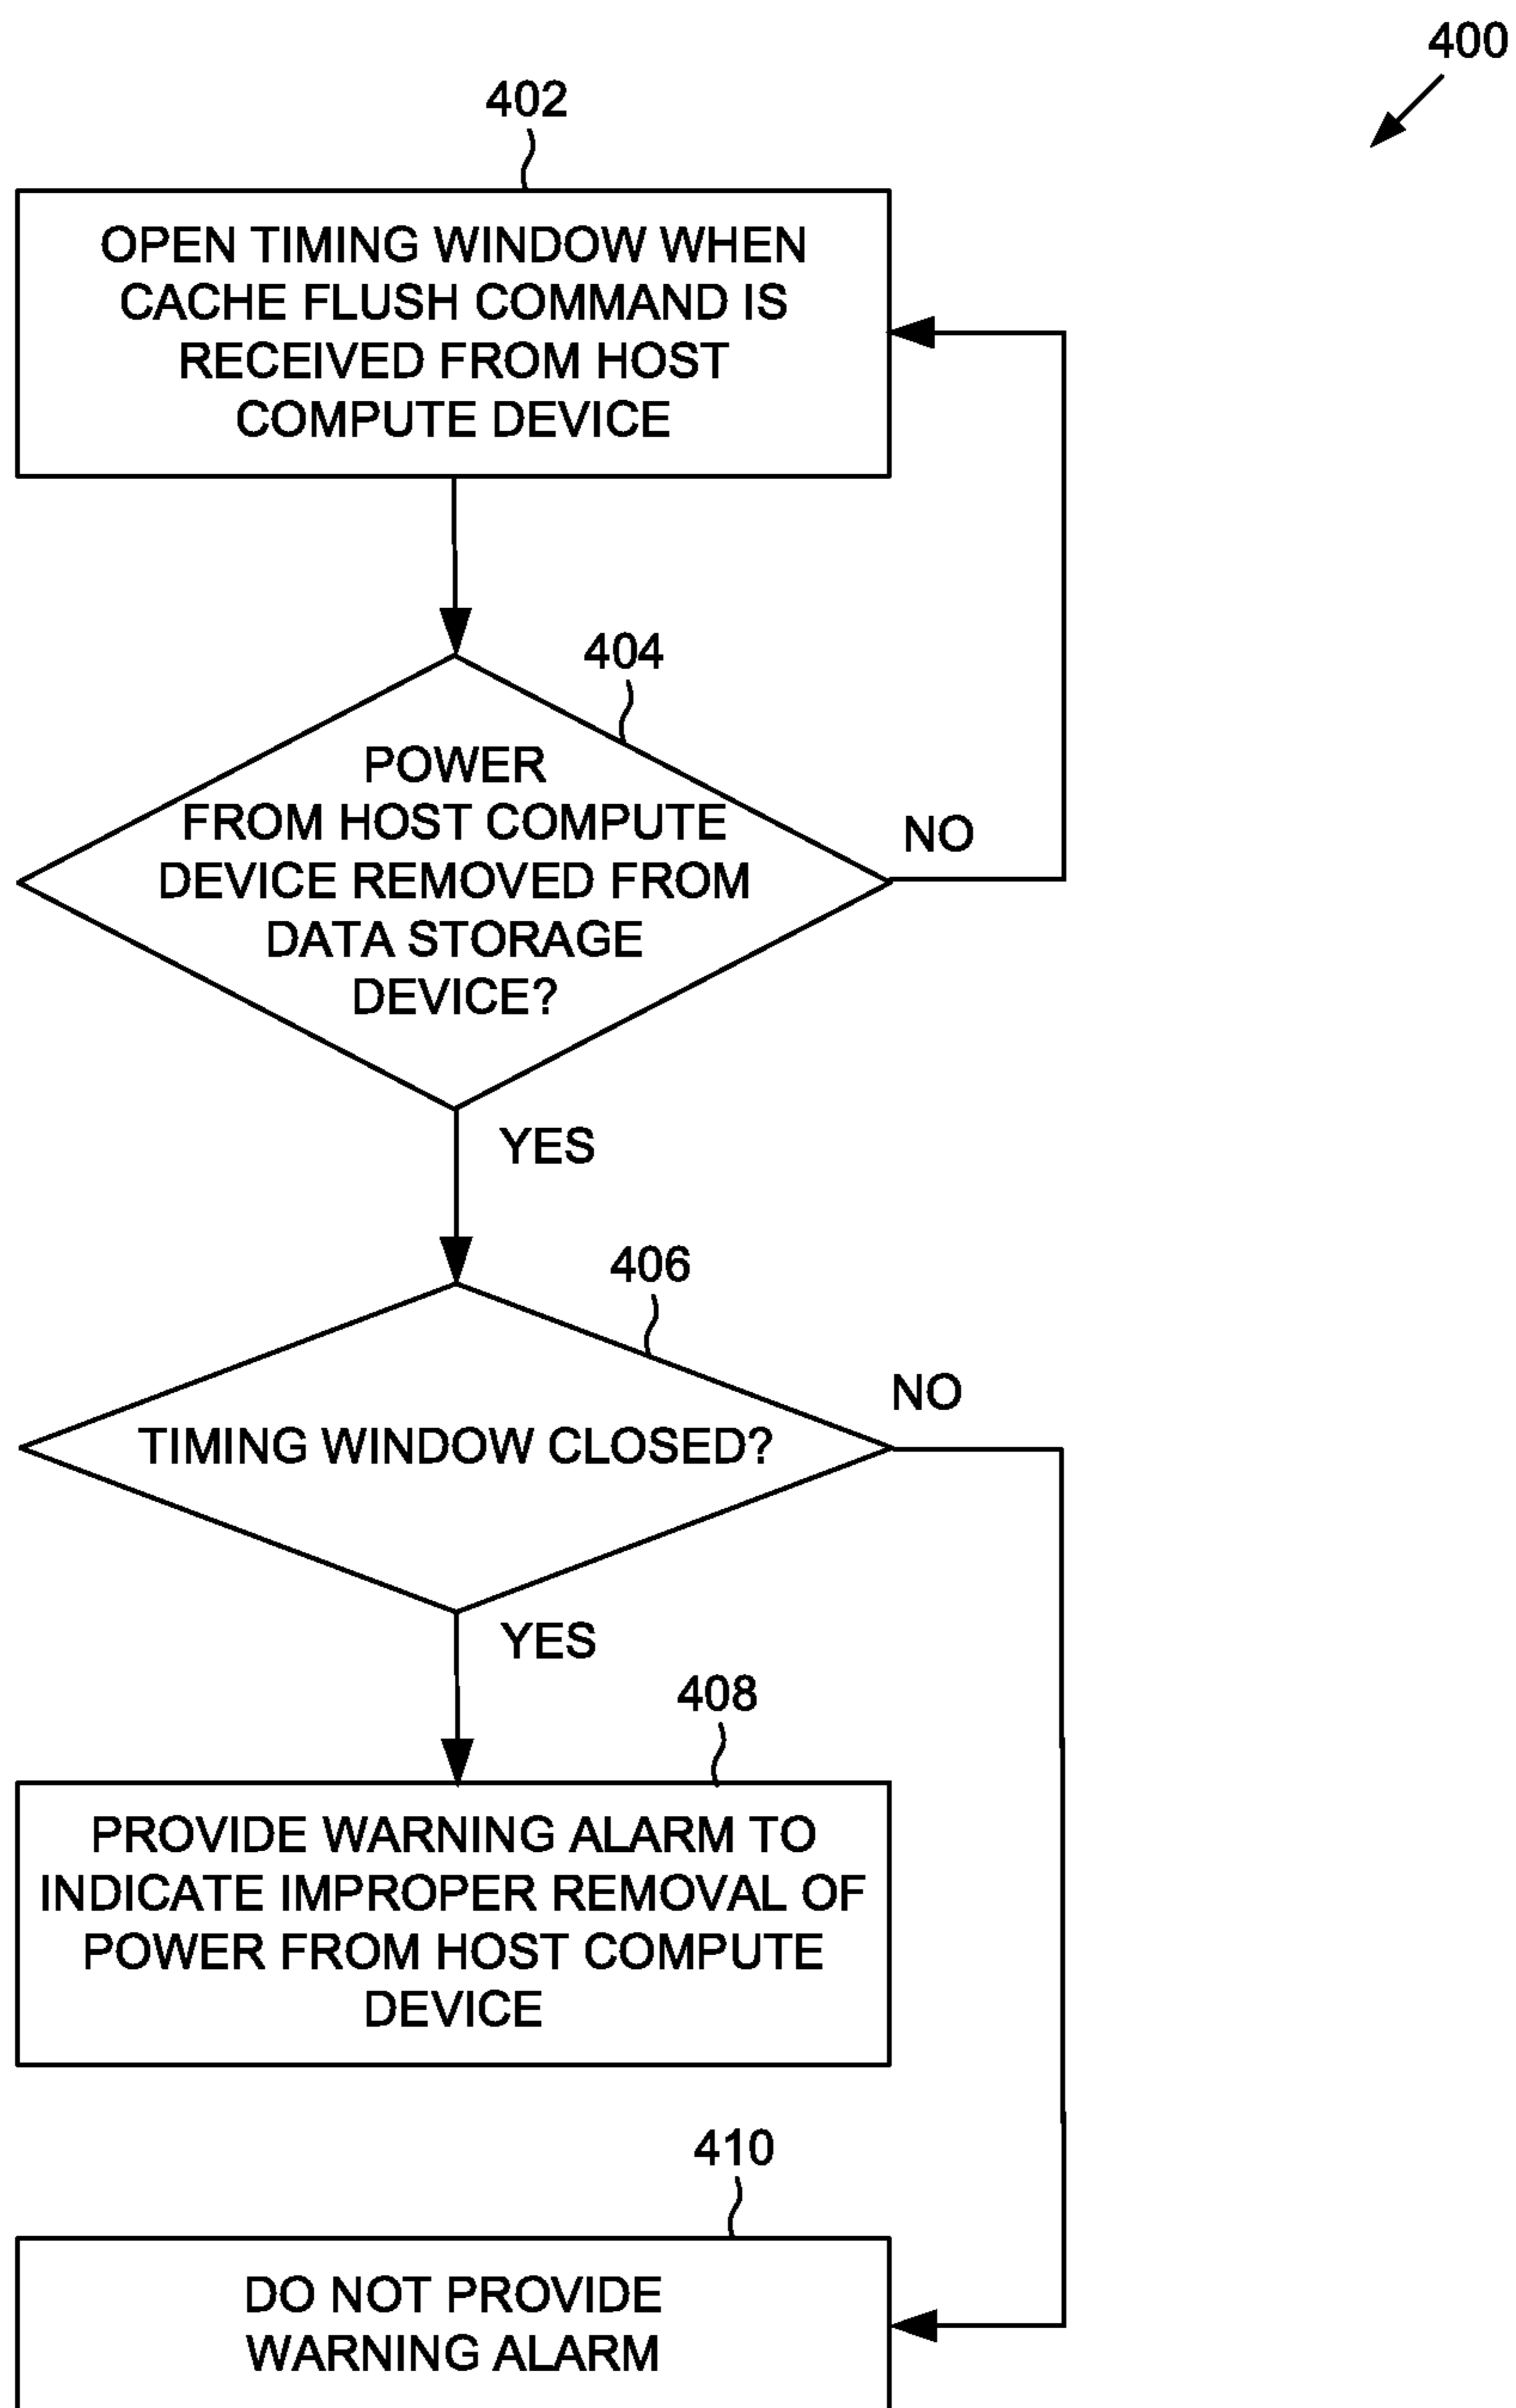 400
402
OPEN TIMING WINDOW WHEN
CACHE FLUSH COMMAND IS
RECEIVED FROM HOST
COMPUTE DEVICE
404
POWER
FROM HOST COMPUTE
DEVICE REMOVED FROM
DATA STORAGE
DEVICE?
NO
YES
406
TIMING WINDOW CLOSED?
NO
YES
408
PROVIDE WARNING ALARM TO
INDICATE IMPROPER REMOVAL OF
POWER FROM HOST COMPUTE
DEVICE
410
DO NOT PROVIDE
WARNING ALARM